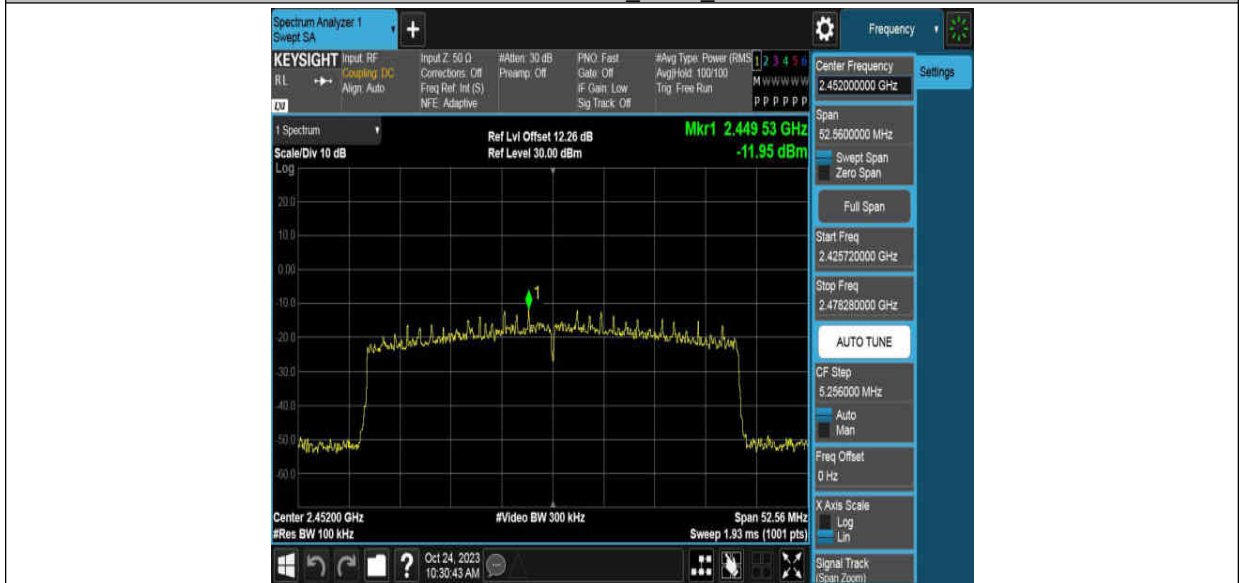 Spectrum Analyzer 1
Swept SA
+
Frequency
KEYSIGHT
RL
LXI
Input: RF
Coupling: DC
Align: Auto
Input Z: 50 Ω
Corrections: Off
Freq Ref: Int (S)
NFE: Adaptive
#Atten: 30 dB
Preamp: Off
PNO: Fast
Gate: Off
IF Gain: Low
Sig Track: Off
#Avg Type: Power (RMS
Avg|Hold: 100/100
Trig: Free Run
1 2 3 4 5 6
M W W W W W
P P P P P P
1 Spectrum
Scale/Div 10 dB
Ref Lvl Offset 12.26 dB
Ref Level 30.00 dBm
Mkr1 2.449 53 GHz
-11.95 dBm
Log
20.0
10.0
0.00
-10.0
-20.0
-30.0
-40.0
-50.0
-60.0
1
Center 2.45200 GHz
#Res BW 100 kHz
#Video BW 300 kHz
Span 52.56 MHz
Sweep 1.93 ms (1001 pts)
?
Oct 24, 2023
10:30:43 AM
Center Frequency
2.452000000 GHz
Settings
Span
52.5600000 MHz
Swept Span
Zero Span
Full Span
Start Freq
2.425720000 GHz
Stop Freq
2.478280000 GHz
AUTO TUNE
CF Step
5.256000 MHz
Auto
Man
Freq Offset
0 Hz
X Axis Scale
Log
Lin
Signal Track
(Span Zoom)